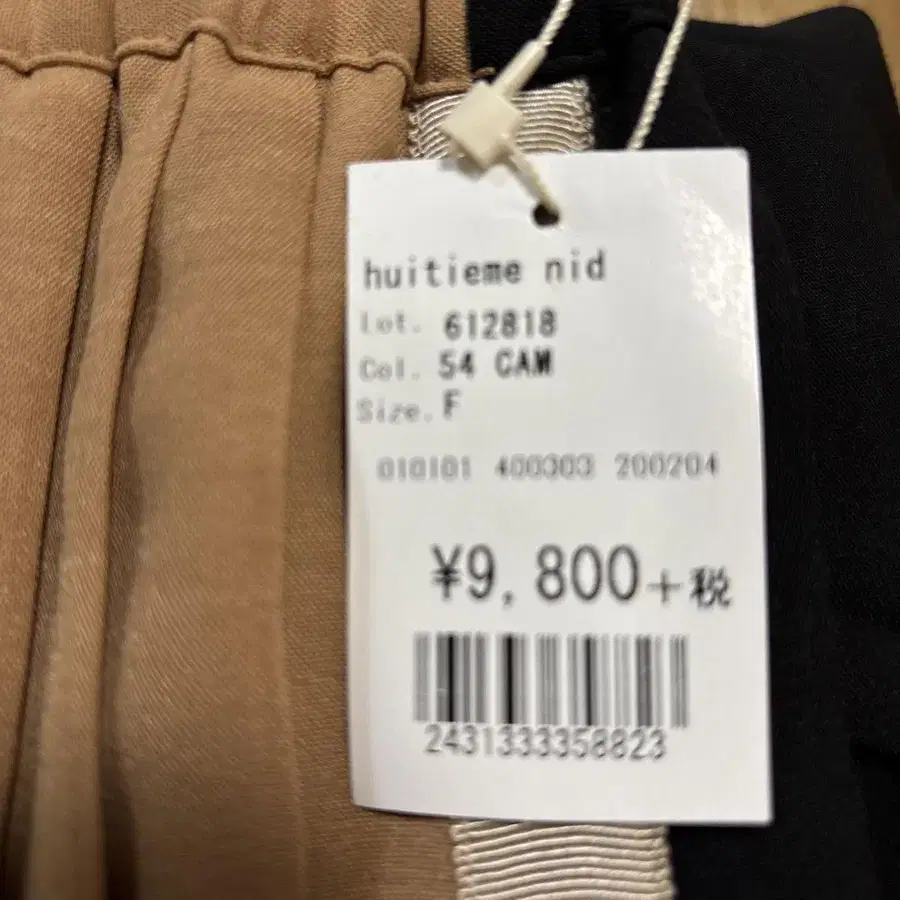 huitieme nid
Lot. 612818
Col. 54 CAM
Size. F
010101 400303 200204
¥9,800+税
2431333358823